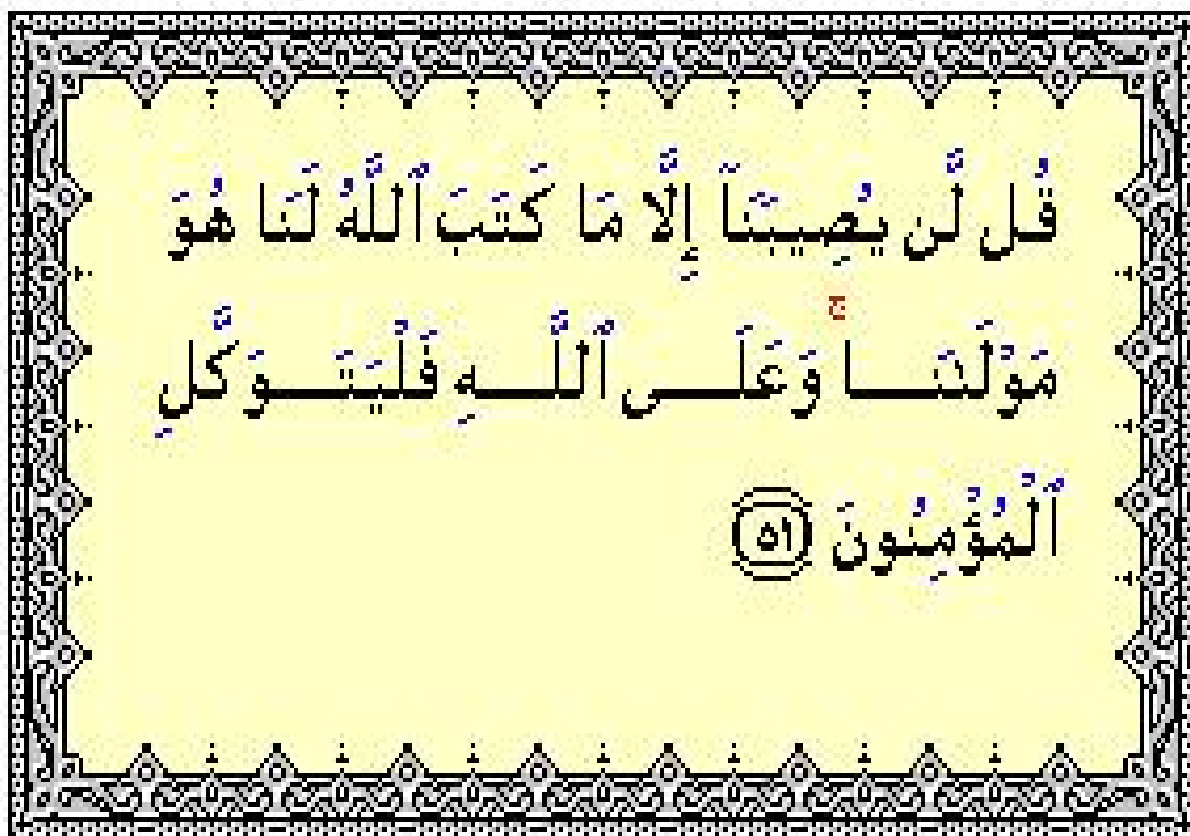 قُل لَّن يُصِيبَنَآ إِلَّا مَا كَتَبَ ٱللَّهُ لَنَا هُوَ
مَوْلَىٰنَا ۚ وَعَلَى ٱللَّهِ فَلْيَتَوَكَّلِ
ٱلْمُؤْمِنُونَ ٥١